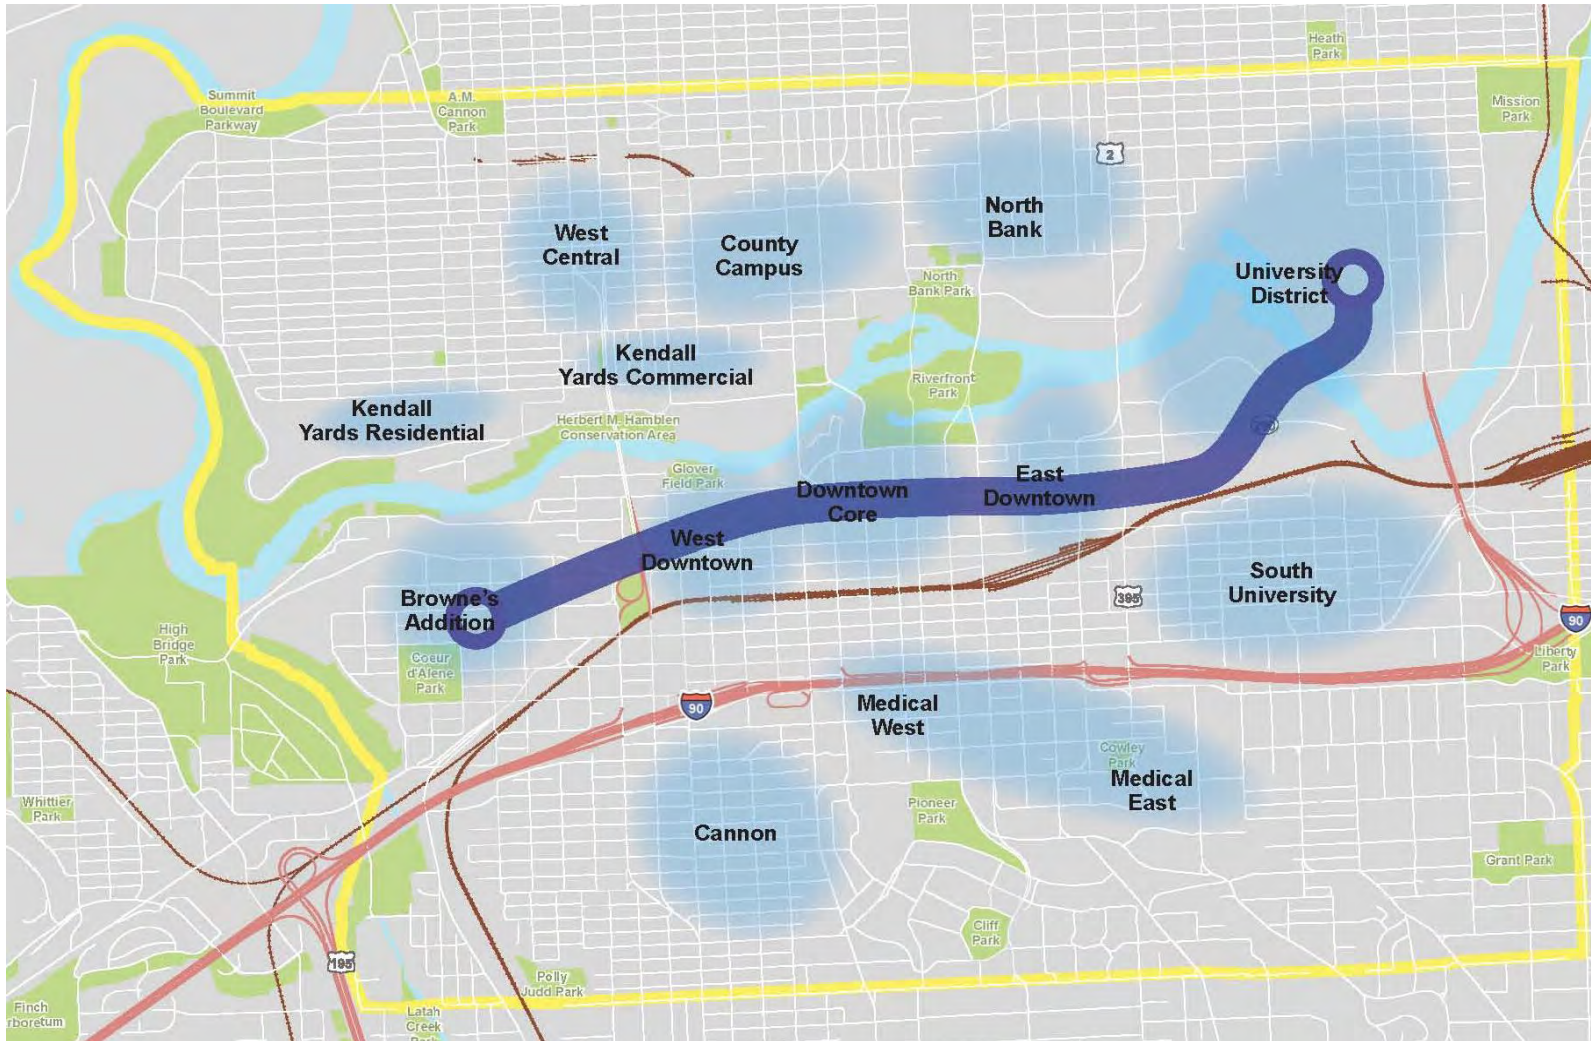 Heath
Park
Summit
Boulevard
Parkway
A.M.
Cannon
Park
Mission
Park
2
North
Bank
West
Central
County
Campus
University
District
North
Bank Park
Kendall
Yards Commercial
Riverfront
Park
Kendall
Yards Residential
Herbert M. Hamblen
Conservation Area
Glover
Field Park
East
Downtown
Downtown
Core
West
Downtown
South
University
395
Browne's
Addition
90
High
Bridge
Park
Coeur
d'Alene
Park
Liberty
Park
90
Medical
West
Cowley
Park
Medical
East
Whittier
Park
Pioneer
Park
Cannon
Grant Park
Cliff
Park
195
Polly
Judd Park
Finch
rboretum
Latah
Creek